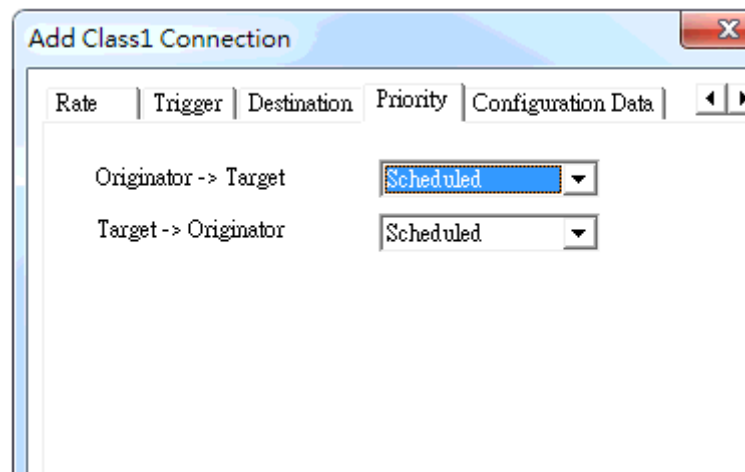 Add Class1 Connection
Rate Trigger Destination Priority Configuration Data
Originator -> Target Scheduled
Target -> Originator Scheduled